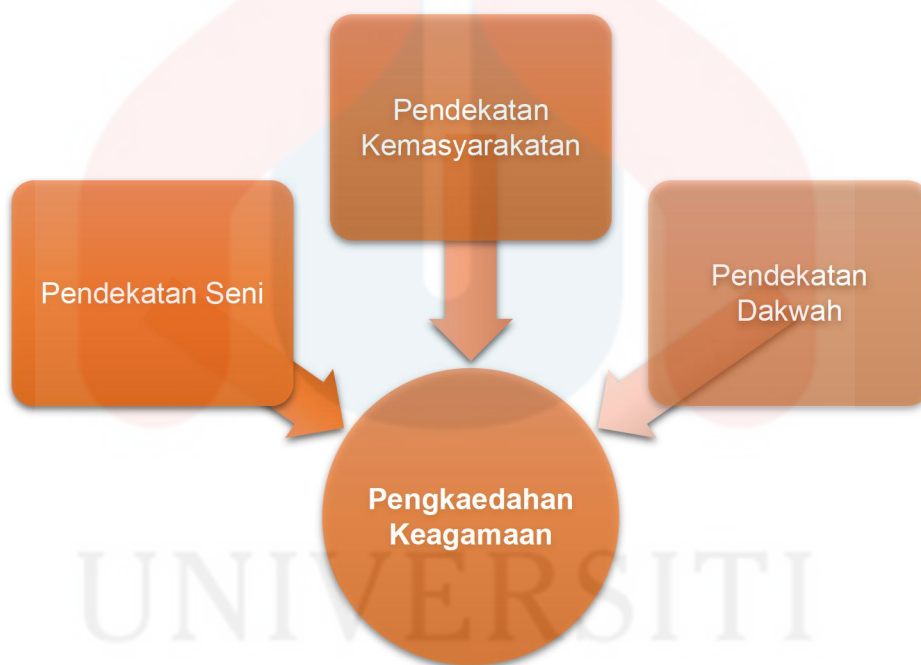 Pendekatan
Kemasyarakatan
Pendekatan Seni
Pendekatan
Dakwah
Pengkaedahan
Keagamaan
UNIVERSITI